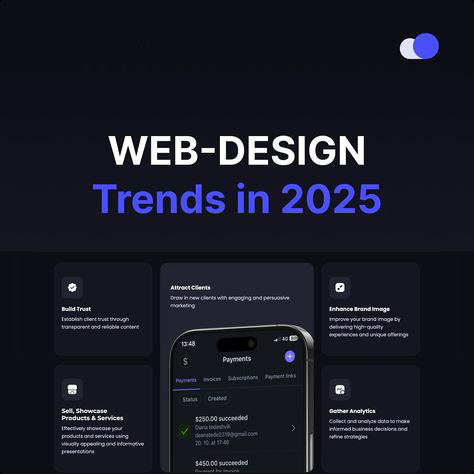 WEB-DESIGN
Trends in 2025
Build Trust
Establish client trust through
transparent and reliable content
Sell, Showcase
Products & Services
Effectively showcase your
products and services using
visually appealing and informative
presentations
Attract Clients
Draw in new clients with engaging and persuasive
marketing
13:48
4G 80
S
Payments
Payments Invoices Subscriptions Payment links
Status Created
$250.00 succeeded
Diana tedeshvili
deanatede2319@gmail.com
20. 10. at 17:46
$450.00 succeeded
Payment for Invoice
Enhance Brand Image
Improve your brand image by
delivering high-quality
experiences and unique offerings
Gather Analytics
Collect and analyze data to make
informed business decisions and
refine strategies